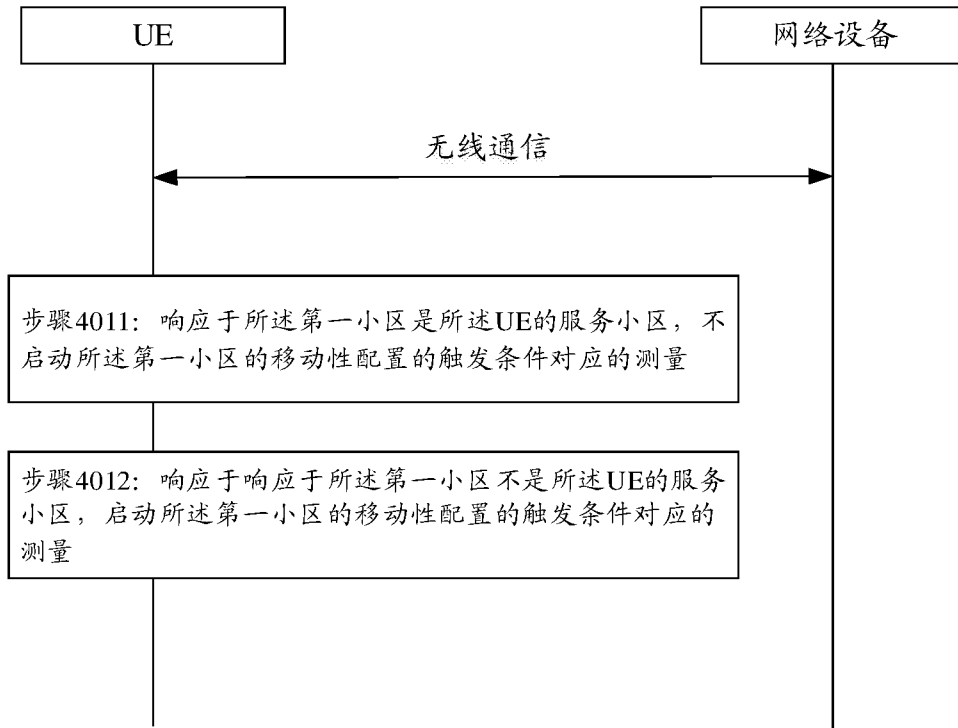 UE
网络设备
无线通信
步骤4011：响应于所述第一小区是所述UE的服务小区，不
启动所述第一小区的移动性配置的触发条件对应的测量
步骤4012：响应于响应于所述第一小区不是所述UE的服务
小区，启动所述第一小区的移动性配置的触发条件对应的
测量